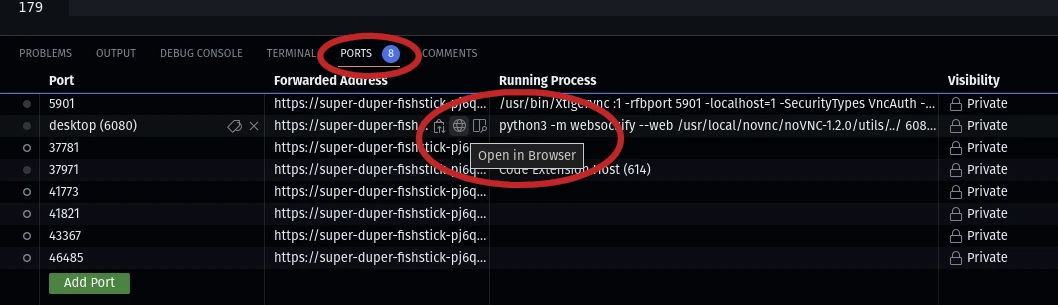 179
PROBLEMS OUTPUT DEBUG CONSOLE TERMINAL PORTS 8 COMMENTS
Port Forwarded Address Running Process Visibility
5901 https://super-duper-fishstick-pj6q... /usr/bin/Xtigervnc :1 -rfbport 5901 -localhost=1 -SecurityTypes VncAuth -... Private
desktop (6080) https://super-duper-fish... python3 -m websockify --web /usr/local/novnc/noVNC-1.2.0/utils/../ 608... Private
37781 https://super-duper-fishstick-pj6q... Private
Open in Browser
37971 https://super-duper-fishstick-pj6q... Code Extension Host (614) Private
41773 https://super-duper-fishstick-pj6q... Private
41821 https://super-duper-fishstick-pj6q... Private
43367 https://super-duper-fishstick-pj6q... Private
46485 https://super-duper-fishstick-pj6q... Private
Add Port